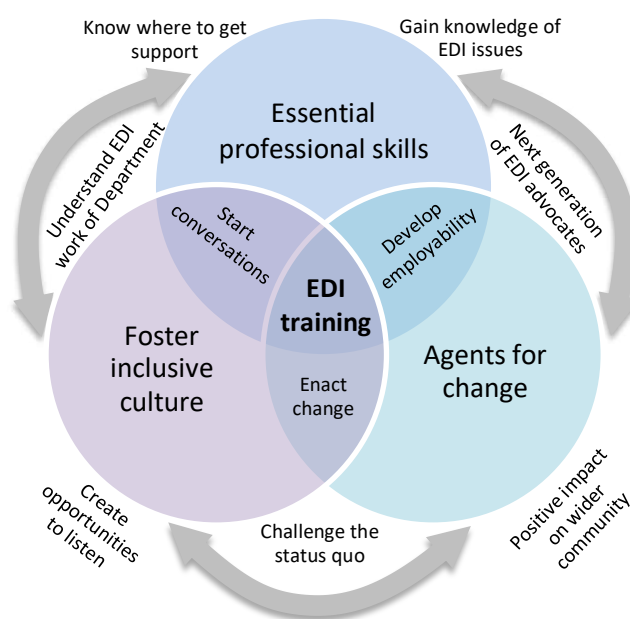 Know where to get
support
Gain knowledge of
EDI issues
Essential
professional skills
Understand EDI
work of Department
Next generation
of EDI advocates
Start
conversations
Develop
employability
EDI
training
Foster
inclusive
culture
Agents for
change
Enact
change
Create
opportunities
to listen
Challenge the
status quo
Positive impact
on wider
community